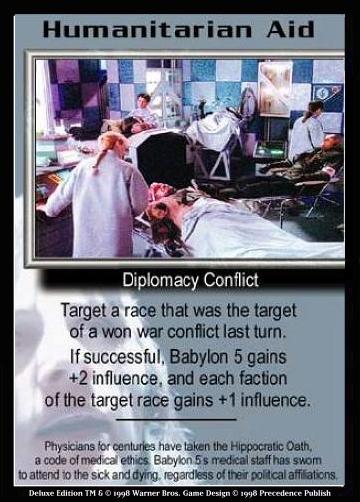 Humanitarian Aid
Diplomacy Conflict
Target a race that was the target
of a won war conflict last turn.
If successful, Babylon 5 gains
+2 influence, and each faction
of the target race gains +1 influence.
Physicians for centuries have taken the Hippocratic Oath,
a code of medical ethics. Babylon 5's medical staff has sworn
to attend to the sick and dying, regardless of their political affiliations.
Deluxe Edition TM & © 1998 Warner Bros. Game Design © 1998 Precedence Publish